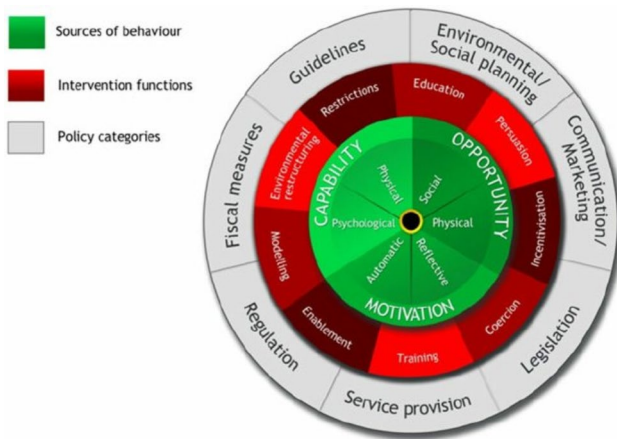 Sources of behaviour
Intervention functions
Policy categories
Guidelines
Environmental/
Social planning
Communication/
Marketing
Legislation
Service provision
Regulation
Fiscal measures
Restrictions
Education
Persuasion
Incentivisation
Coercion
Training
Enablement
Modelling
Environmental
restructuring
CAPABILITY
OPPORTUNITY
MOTIVATION
Physical
Social
Physical
Reflective
Automatic
Psychological